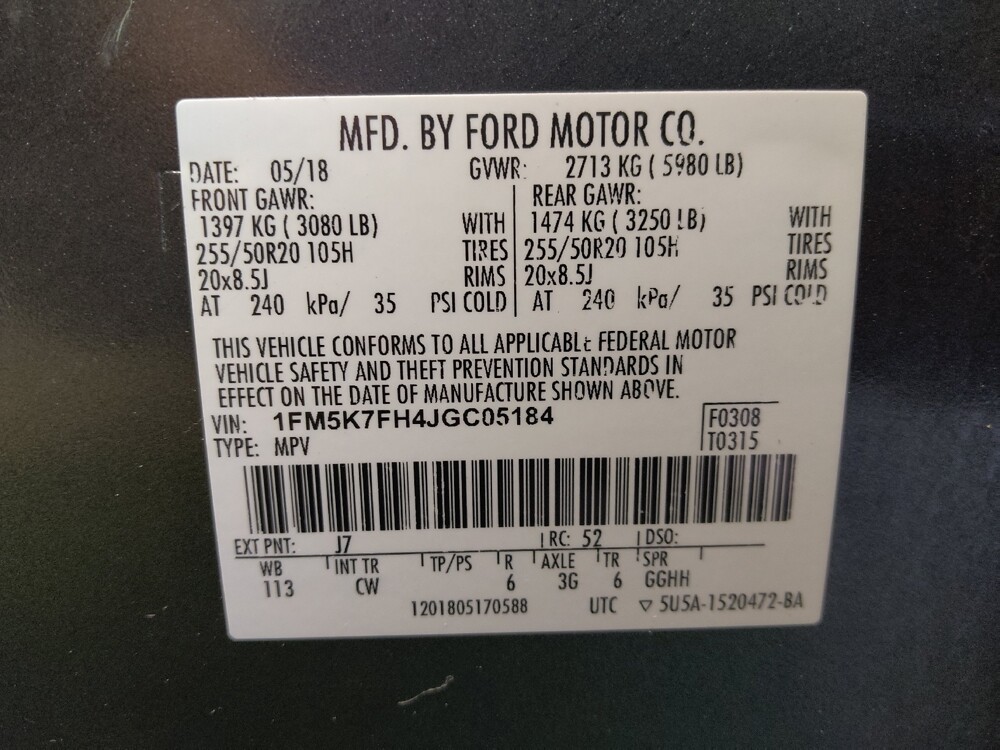 MFD. BY FORD MOTOR CO.
DATE: 05/18 GVWR: 2713 KG ( 5980 LB)
FRONT GAWR: REAR GAWR:
1397 KG ( 3080 LB) WITH 1474 KG ( 3250 LB) WITH
255/50R20 105H TIRES 255/50R20 105H TIRES
20x8.5J RIMS 20x8.5J RIMS
AT 240 kPa/ 35 PSI COLD AT 240 kPa/ 35 PSI COLD
THIS VEHICLE CONFORMS TO ALL APPLICABLE FEDERAL MOTOR
VEHICLE SAFETY AND THEFT PREVENTION STANDARDS IN
EFFECT ON THE DATE OF MANUFACTURE SHOWN ABOVE.
VIN: 1FM5K7FH4JGC05184 F0308
TYPE: MPV T0315
EXT PNT: J7 RC: 52 DSO:
WB INT TR TP/PS R AXLE TR SPR
113 CW 6 3G 6 GGHH
1201805170588 UTC ▽ 5U5A-1520472-BA